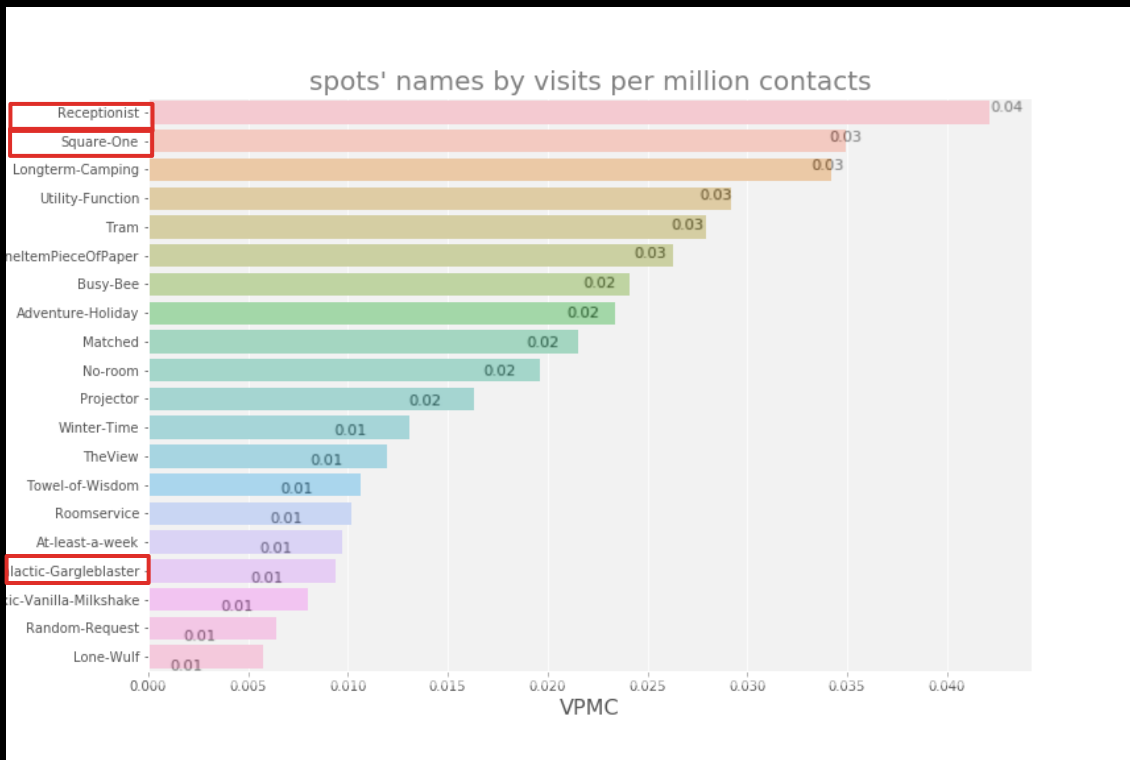 spots' names by visits per million contacts
Receptionist 0.04
Square-One 0.03
Longterm-Camping 0.03
Utility-Function 0.03
Tram 0.03
neItemPieceOfPaper 0.03
Busy-Bee 0.02
Adventure-Holiday 0.02
Matched 0.02
No-room 0.02
Projector 0.02
Winter-Time 0.01
TheView 0.01
Towel-of-Wisdom 0.01
Roomservice 0.01
At-least-a-week 0.01
lactic-Gargleblaster 0.01
ic-Vanilla-Milkshake 0.01
Random-Request 0.01
Lone-Wulf 0.01
0.000 0.005 0.010 0.015 0.020 0.025 0.030 0.035 0.040
VPMC